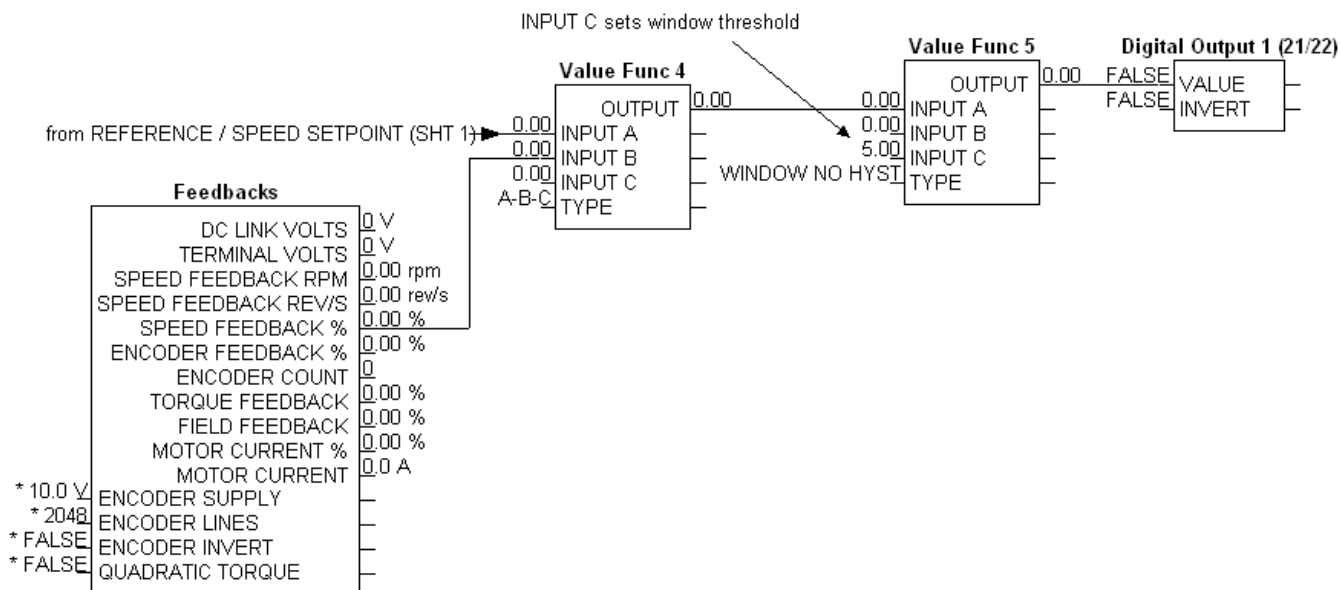 INPUT C sets window threshold
Value Func 4
OUTPUT 0.00
from REFERENCE / SPEED SETPOINT (SHT 1)
0.00 INPUT A
0.00 INPUT B
0.00 INPUT C
A-B-C TYPE
Value Func 5
OUTPUT 0.00
0.00 INPUT A
0.00 INPUT B
5.00 INPUT C
WINDOW NO HYST TYPE
Digital Output 1 (21/22)
FALSE VALUE
FALSE INVERT
Feedbacks
DC LINK VOLTS 0 V
TERMINAL VOLTS 0 V
SPEED FEEDBACK RPM 0.00 rpm
SPEED FEEDBACK REV/S 0.00 rev/s
SPEED FEEDBACK % 0.00 %
ENCODER FEEDBACK % 0.00 %
ENCODER COUNT 0
TORQUE FEEDBACK 0.00 %
FIELD FEEDBACK 0.00 %
MOTOR CURRENT % 0.00 %
MOTOR CURRENT 0.0 A
* 10.0 V ENCODER SUPPLY
* 2048 ENCODER LINES
* FALSE ENCODER INVERT
* FALSE QUADRATIC TORQUE